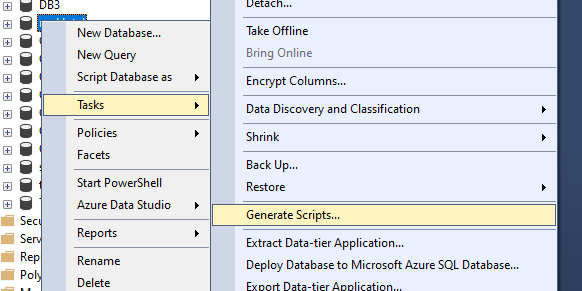 DB3
New Database...
New Query
Script Database as
Tasks
Policies
Facets
Start PowerShell
Azure Data Studio
Reports
Rename
Delete
Detach...
Take Offline
Bring Online
Encrypt Columns...
Data Discovery and Classification
Shrink
Back Up...
Restore
Generate Scripts...
Extract Data-tier Application...
Deploy Database to Microsoft Azure SQL Database...
Export Data-tier Application...
Secu
Serv
Rep
Poly